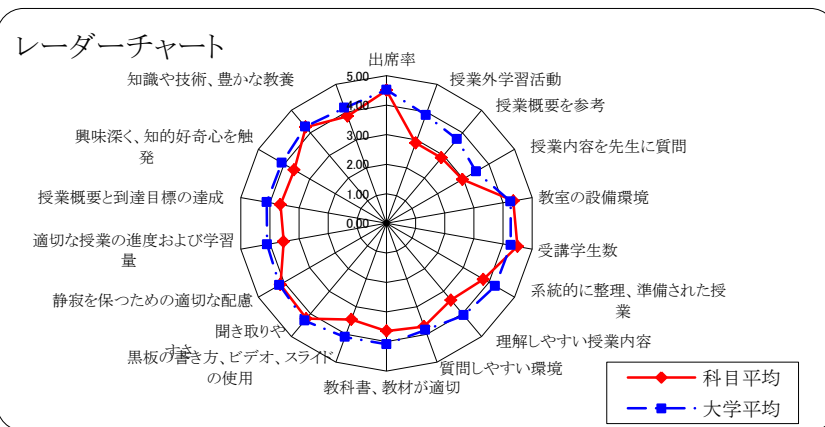 レーダーチャート
出席率
授業外学習活動
授業概要を参考
授業内容を先生に質問
教室の設備環境
受講学生数
系統的に整理、準備された授
業
理解しやすい授業内容
質問しやすい環境
教科書、教材が適切
黒板の書き方、ビデオ、スライド
の使用
聞き取りや
すさ
静寂を保つための適切な配慮
適切な授業の進度および学習
量
授業概要と到達目標の達成
興味深く、知的好奇心を触
発
知識や技術、豊かな教養
5.00
4.00
3.00
2.00
1.00
0.00
科目平均
大学平均